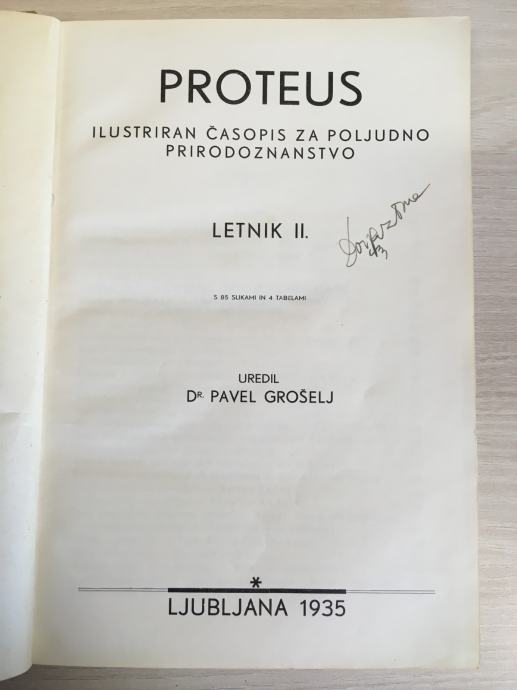 PROTEUS
ILUSTRIRAN ČASOPIS ZA POLJUDNO
PRIRODOZNANSTVO
LETNIK II.
S 85 SLIKAMI IN 4 TABELAMI
UREDIL
DR. PAVEL GROŠELJ
*
LJUBLJANA 1935